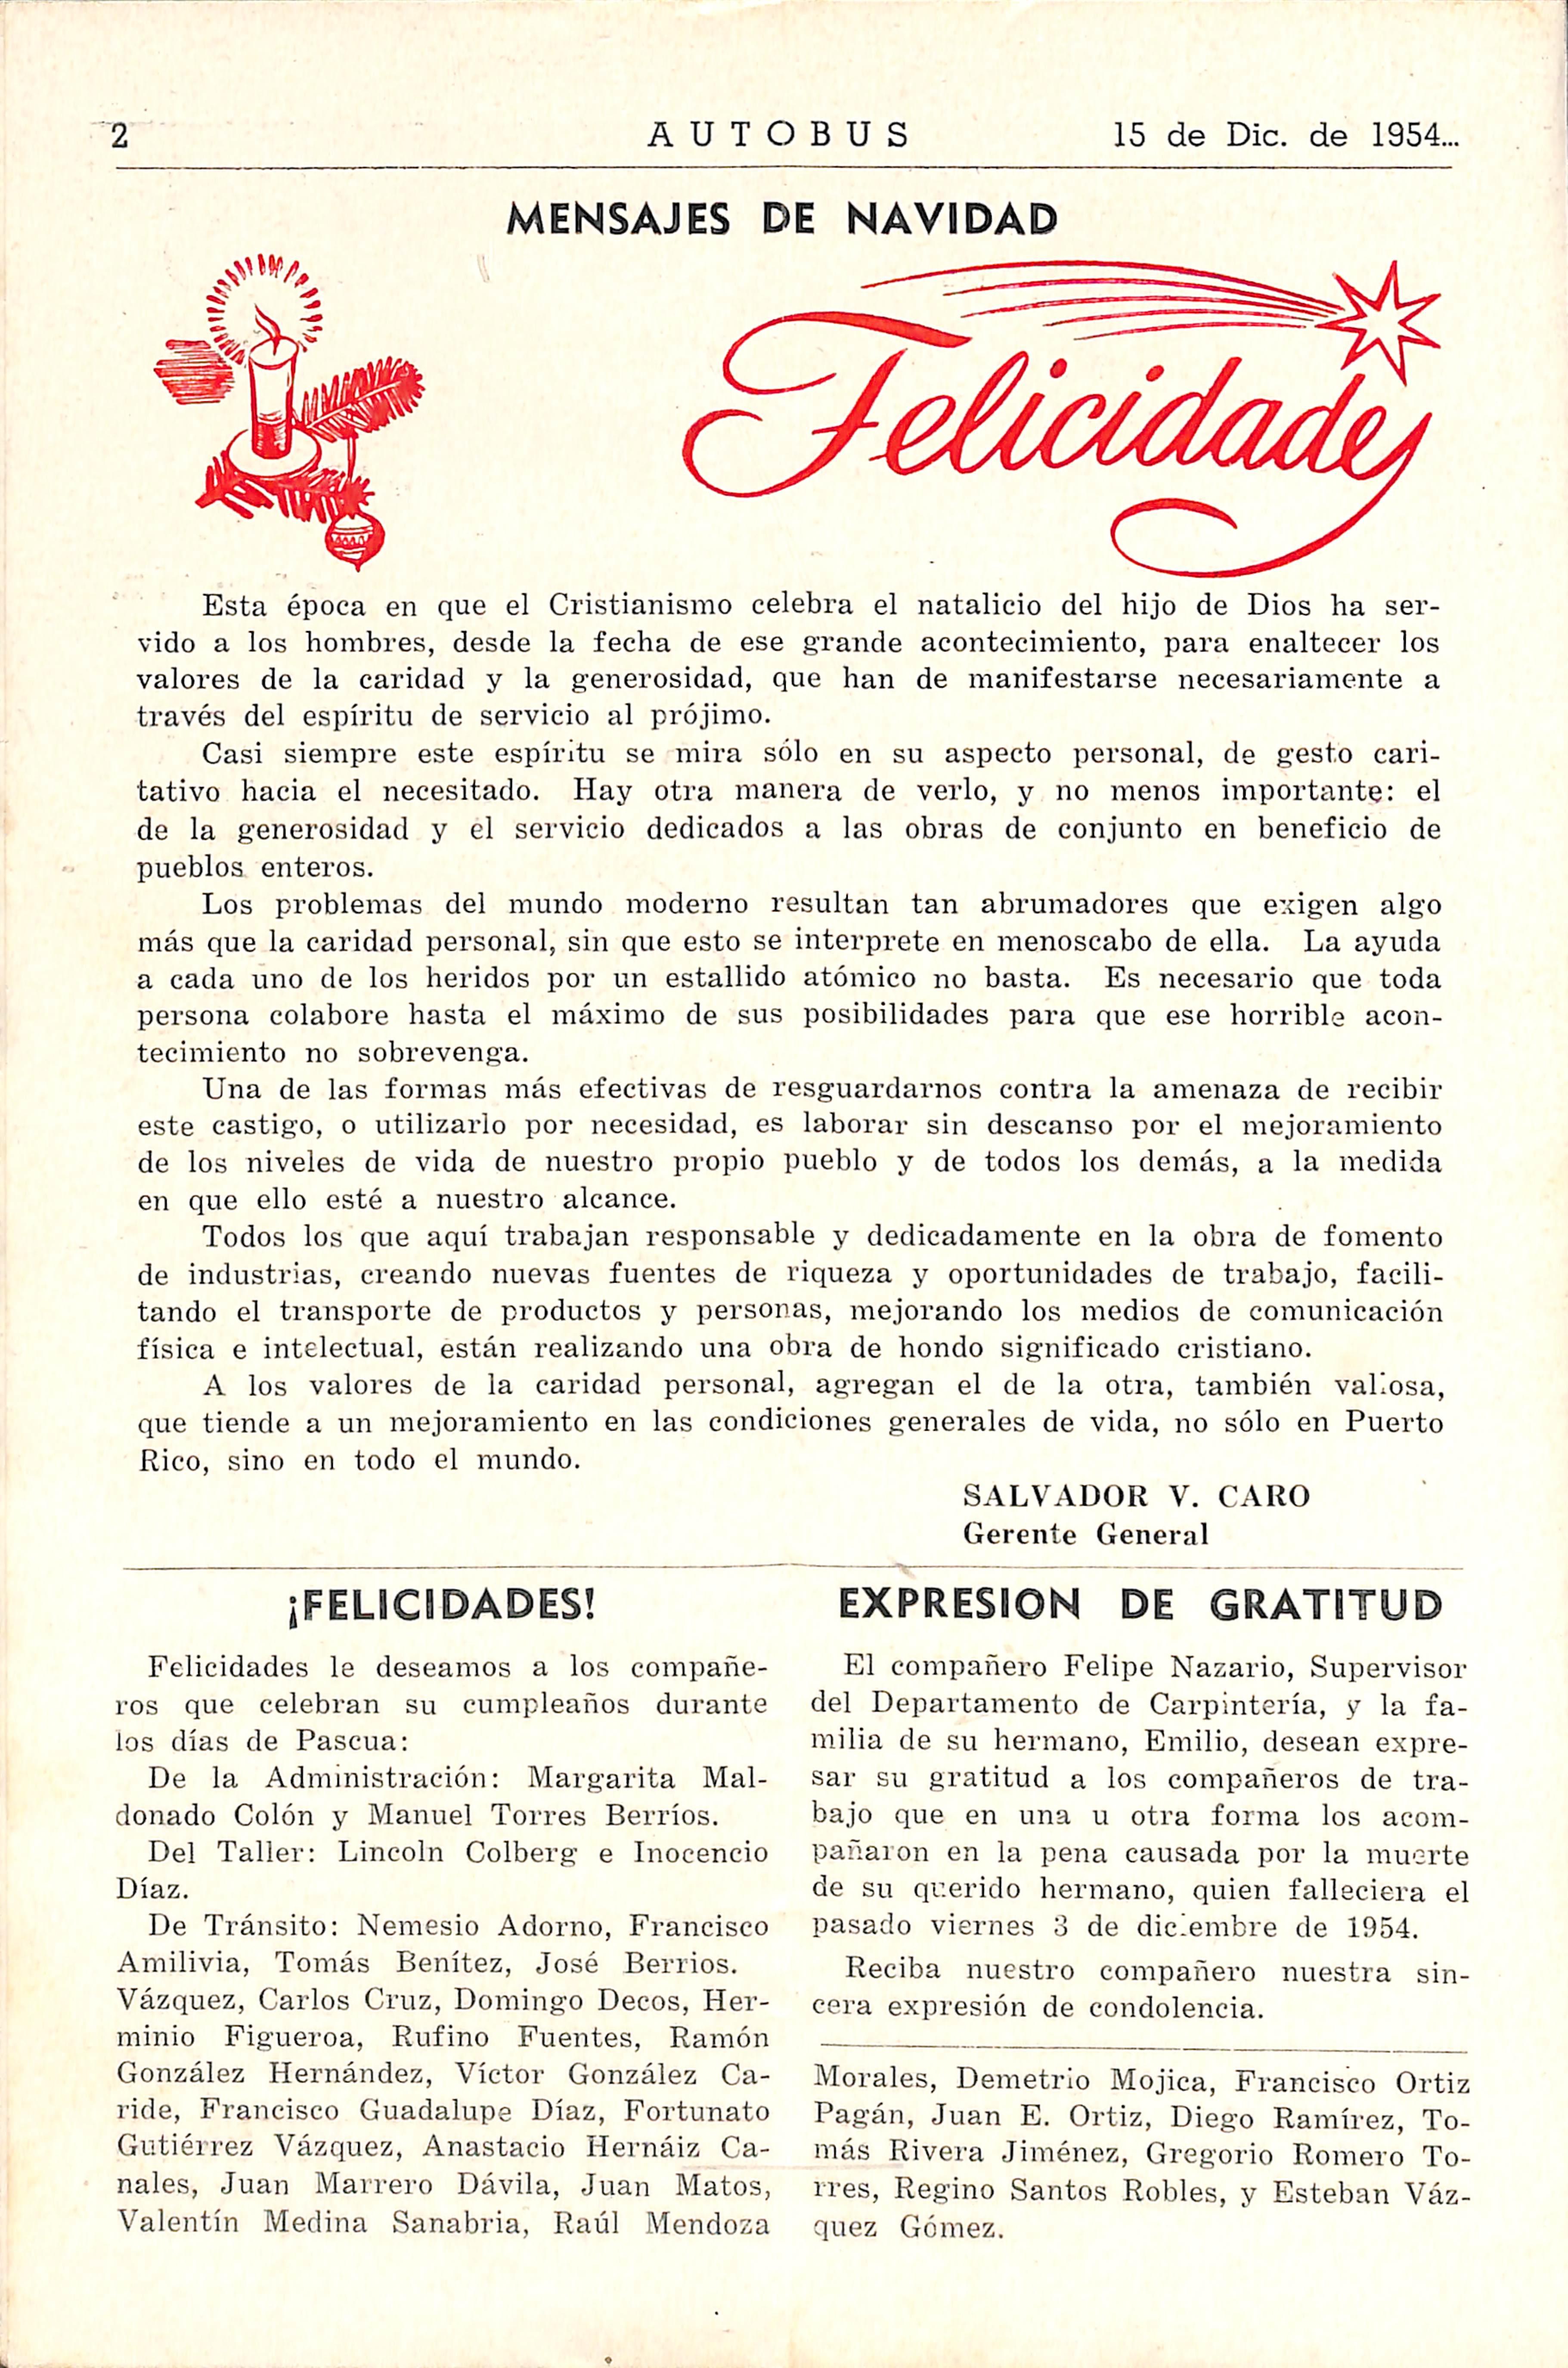 2 AUTOBUS 15 de Dic. de 1954...
MENSAJES DE NAVIDAD
Felicidades
Esta época en que el Cristianismo celebra el natalicio del hijo de Dios ha ser-
vido a los hombres, desde la fecha de ese grande acontecimiento, para enaltecer los
valores de la caridad y la generosidad, que han de manifestarse necesariamente a
través del espíritu de servicio al prójimo.
Casi siempre este espíritu se mira sólo en su aspecto personal, de gesto cari-
tativo hacia el necesitado. Hay otra manera de verlo, y no menos importante: el
de la generosidad y el servicio dedicados a las obras de conjunto en beneficio de
pueblos enteros.
Los problemas del mundo moderno resultan tan abrumadores que exigen algo
más que la caridad personal, sin que esto se interprete en menoscabo de ella. La ayuda
a cada uno de los heridos por un estallido atómico no basta. Es necesario que toda
persona colabore hasta el máximo de sus posibilidades para que ese horrible acon-
tecimiento no sobrevenga.
Una de las formas más efectivas de resguardarnos contra la amenaza de recibir
este castigo, o utilizarlo por necesidad, es laborar sin descanso por el mejoramiento
de los niveles de vida de nuestro propio pueblo y de todos los demás, a la medida
en que ello esté a nuestro alcance.
Todos los que aquí trabajan responsable y dedicadamente en la obra de fomento
de industrias, creando nuevas fuentes de riqueza y oportunidades de trabajo, facili-
tando el transporte de productos y personas, mejorando los medios de comunicación
física e intelectual, están realizando una obra de hondo significado cristiano.
A los valores de la caridad personal, agregan el de la otra, también valiosa,
que tiende a un mejoramiento en las condiciones generales de vida, no sólo en Puerto
Rico, sino en todo el mundo.
SALVADOR V. CARO
Gerente General
¡FELICIDADES!
Felicidades le deseamos a los compañe-
ros que celebran su cumpleaños durante
los días de Pascua:
De la Administración: Margarita Mal-
donado Colón y Manuel Torres Berríos.
Del Taller: Lincoln Colberg e Inocencio
Díaz.
De Tránsito: Nemesio Adorno, Francisco
Amilivia, Tomás Benítez, José Berrios.
Vázquez, Carlos Cruz, Domingo Decos, Her-
minio Figueroa, Rufino Fuentes, Ramón
González Hernández, Víctor González Ca-
ride, Francisco Guadalupe Díaz, Fortunato
Gutiérrez Vázquez, Anastacio Hernáiz Ca-
nales, Juan Marrero Dávila, Juan Matos,
Valentín Medina Sanabria, Raúl Mendoza
EXPRESION DE GRATITUD
El compañero Felipe Nazario, Supervisor
del Departamento de Carpintería, y la fa-
milia de su hermano, Emilio, desean expre-
sar su gratitud a los compañeros de tra-
bajo que en una u otra forma los acom-
pañaron en la pena causada por la muerte
de su querido hermano, quien falleciera el
pasado viernes 3 de diciembre de 1954.
Reciba nuestro compañero nuestra sin-
cera expresión de condolencia.
Morales, Demetrio Mojica, Francisco Ortiz
Pagán, Juan E. Ortiz, Diego Ramírez, To-
más Rivera Jiménez, Gregorio Romero To-
rres, Regino Santos Robles, y Esteban Váz-
quez Gómez.